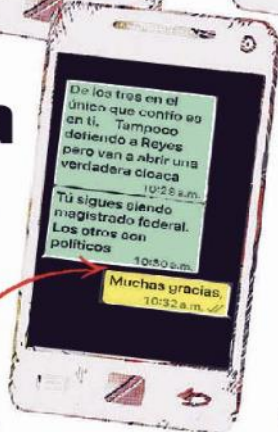 De los tres en el
único que confío es
en ti. Tampoco
defiendo a Reyes
pero van a abrir una
verdadera cloaca
10:28 a.m.
Tú sigues siendo
magistrado federal.
Los otros son
políticos
10:30 a.m.
Muchas gracias,
10:32 a.m.